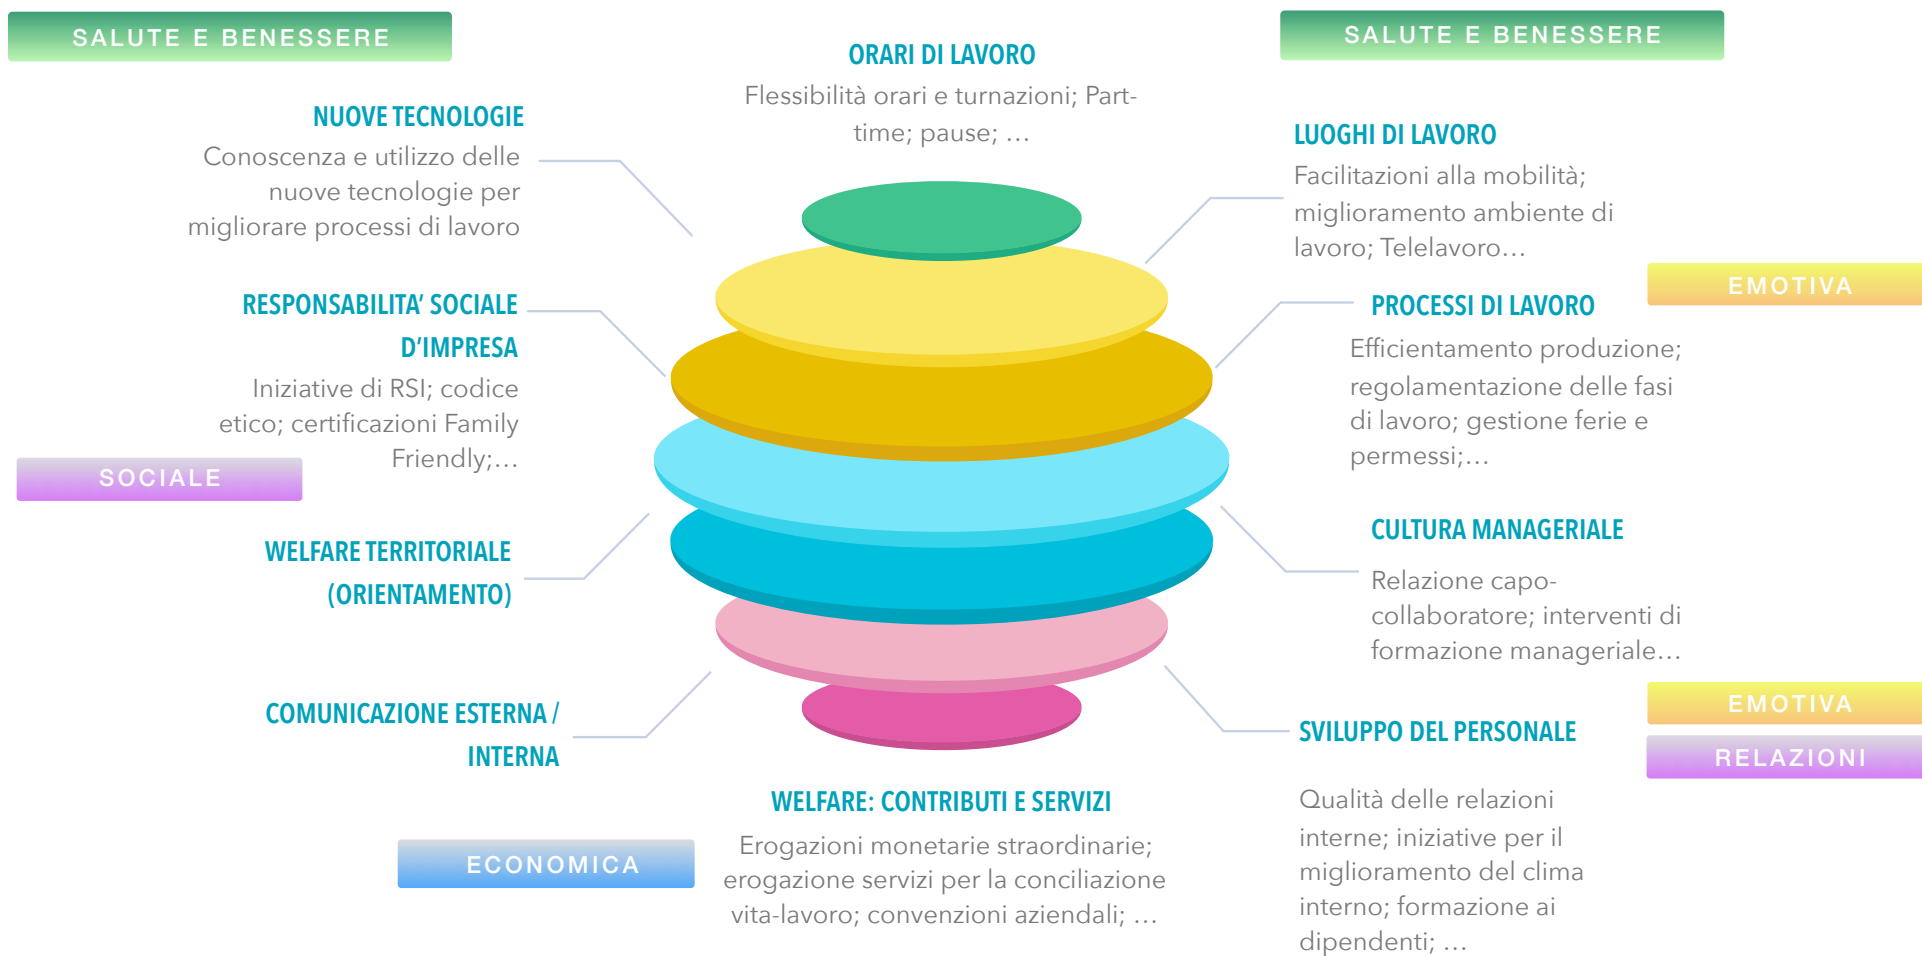 SALUTE E BENESSERE
SALUTE E BENESSERE
ORARI DI LAVORO
Flessibilità orari e turnazioni; Part-
time; pause; …
NUOVE TECNOLOGIE
Conoscenza e utilizzo delle
nuove tecnologie per
migliorare processi di lavoro
LUOGHI DI LAVORO
Facilitazioni alla mobilità;
miglioramento ambiente di
lavoro; Telelavoro…
EMOTIVA
RESPONSABILITA’ SOCIALE
D’IMPRESA
Iniziative di RSI; codice
etico; certificazioni Family
Friendly;…
SOCIALE
PROCESSI DI LAVORO
Efficientamento produzione;
regolamentazione delle fasi
di lavoro; gestione ferie e
permessi;…
WELFARE TERRITORIALE
(ORIENTAMENTO)
CULTURA MANAGERIALE
Relazione capo-
collaboratore; interventi di
formazione manageriale…
EMOTIVA
RELAZIONI
COMUNICAZIONE ESTERNA /
INTERNA
SVILUPPO DEL PERSONALE
Qualità delle relazioni
interne; iniziative per il
miglioramento del clima
interno; formazione ai
dipendenti; …
WELFARE: CONTRIBUTI E SERVIZI
Erogazioni monetarie straordinarie;
erogazione servizi per la conciliazione
vita-lavoro; convenzioni aziendali; …
ECONOMICA